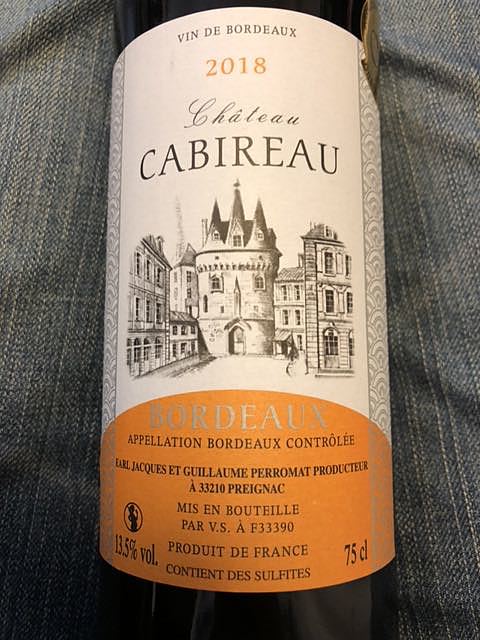 VIN DE BORDEAUX
2018
Château
CABIREAU
BORDEAUX
APPELLATION BORDEAUX CONTRÔLÉE
EARL JACQUES ET GUILLAUME PERROMAT PRODUCTEUR
À 33210 PREIGNAC
MIS EN BOUTEILLE
PAR V.S. À F33390
13.5% vol.
PRODUIT DE FRANCE
75 cl
CONTIENT DES SULFITES